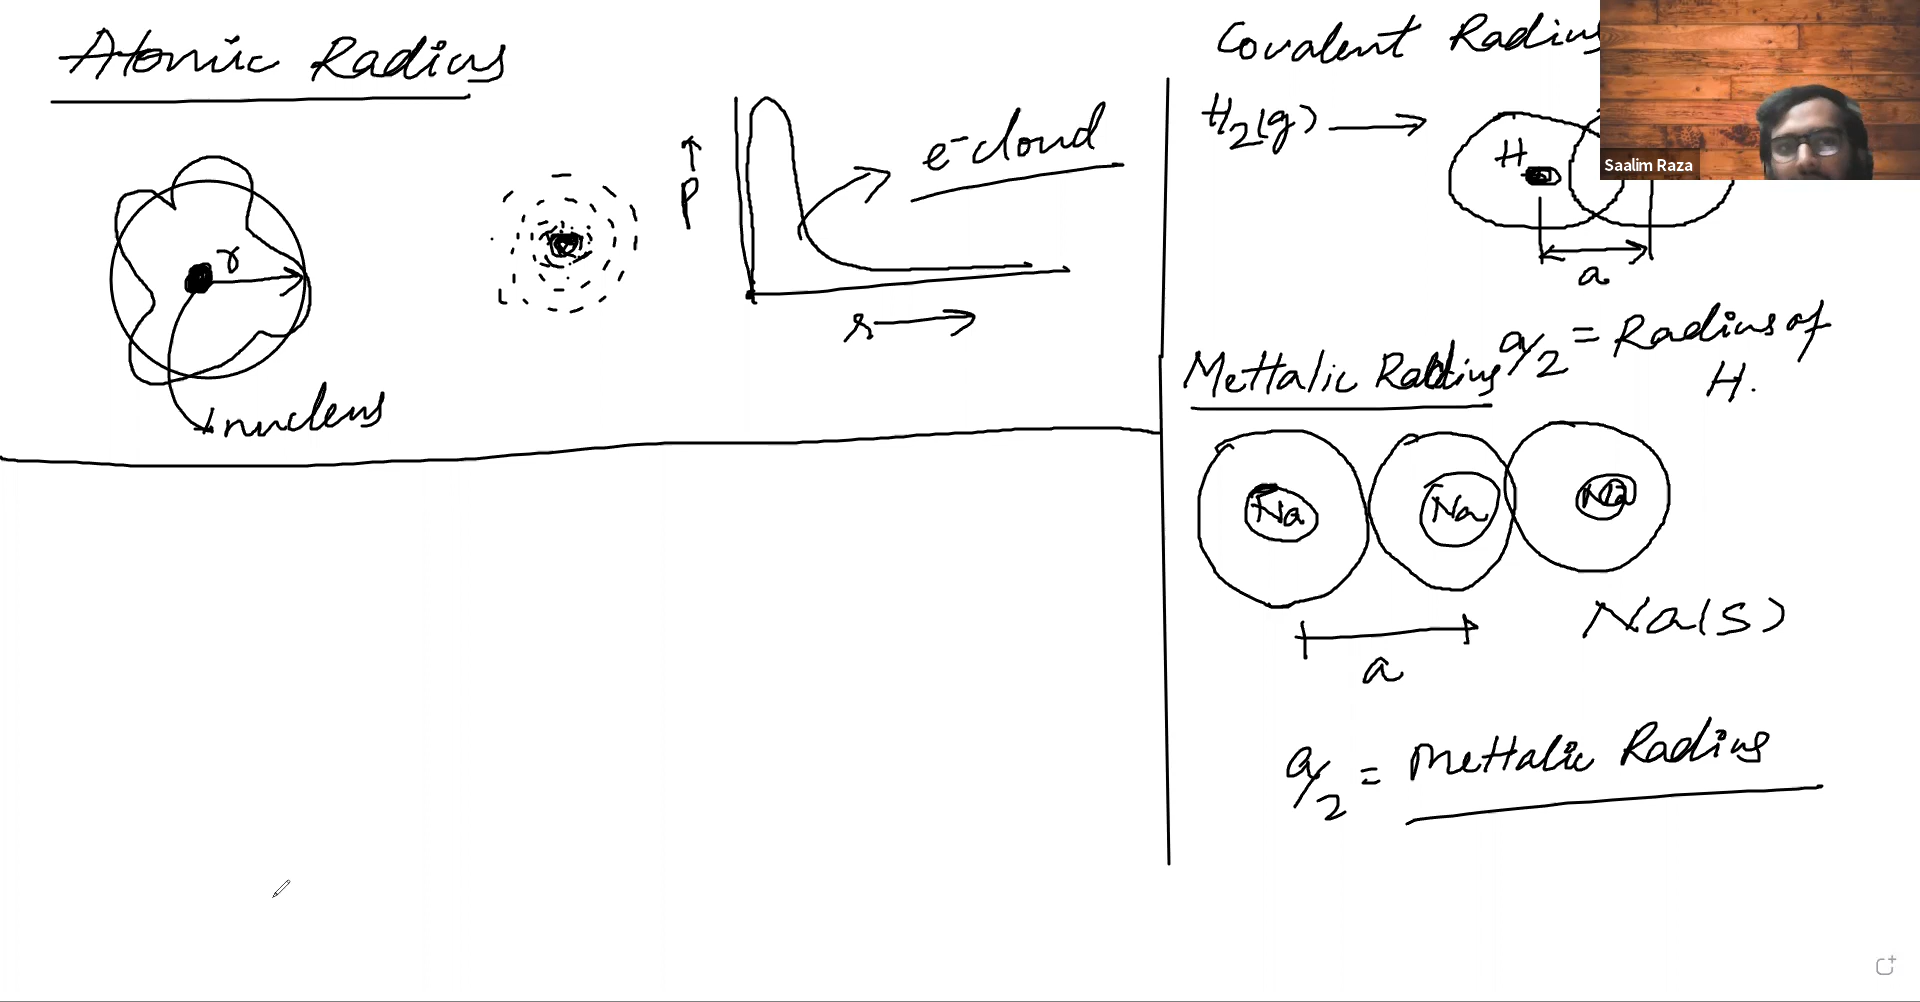 Atomic Radius
r
nucleus
P
e⁻cloud
r
Covalent Radius
H₂(g)
H
a
a/2 = Radius of
H.
Mettalic Radius
Na
Na
Na
a
Na(s)
a/2 = Mettalic Radius
Saalim Raza